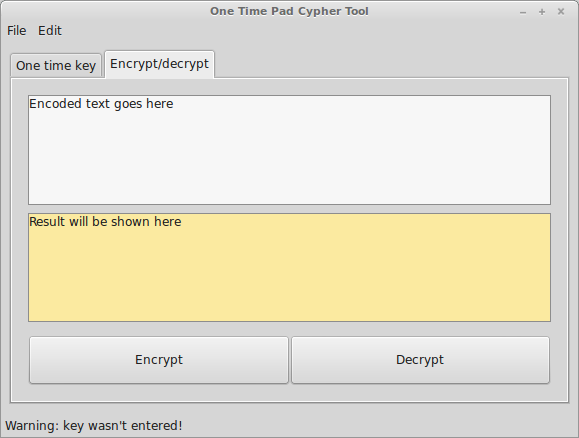 One Time Pad Cypher Tool
File Edit
One time key Encrypt/decrypt
Encoded text goes here
Result will be shown here
Encrypt Decrypt
Warning: key wasn't entered!